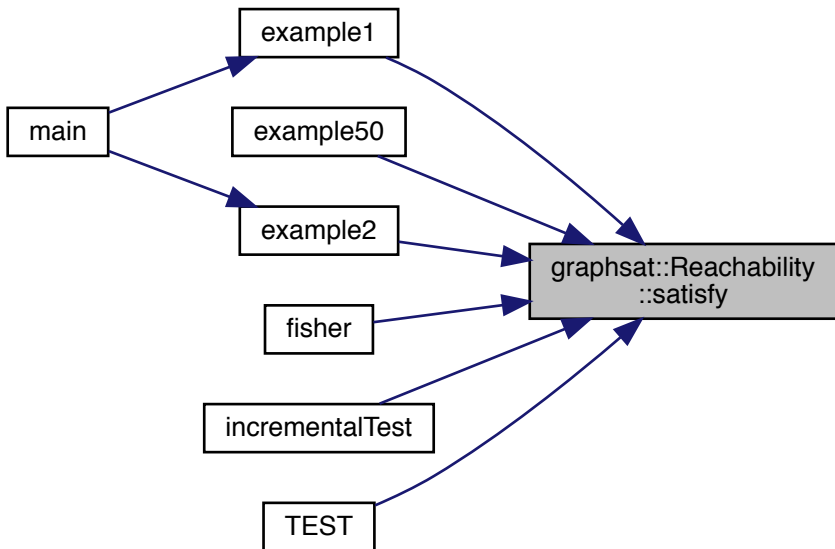 example1
main
example50
example2
graphsat::Reachability
::satisfy
fisher
incrementalTest
TEST